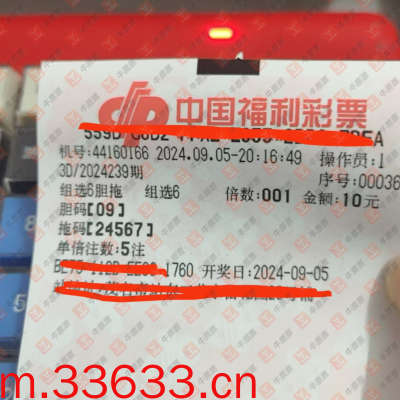 中国福利彩票
机号:44160166 2024.09.05-20:16:49 操作员:1
3D/2024239期 序号:00036
组选6胆拖 组选6 倍数:001 金额:10元
胆码[09]
拖码[24567]
单倍注数:5注
1760 开奖日:2024-09-05
m.33633.cn